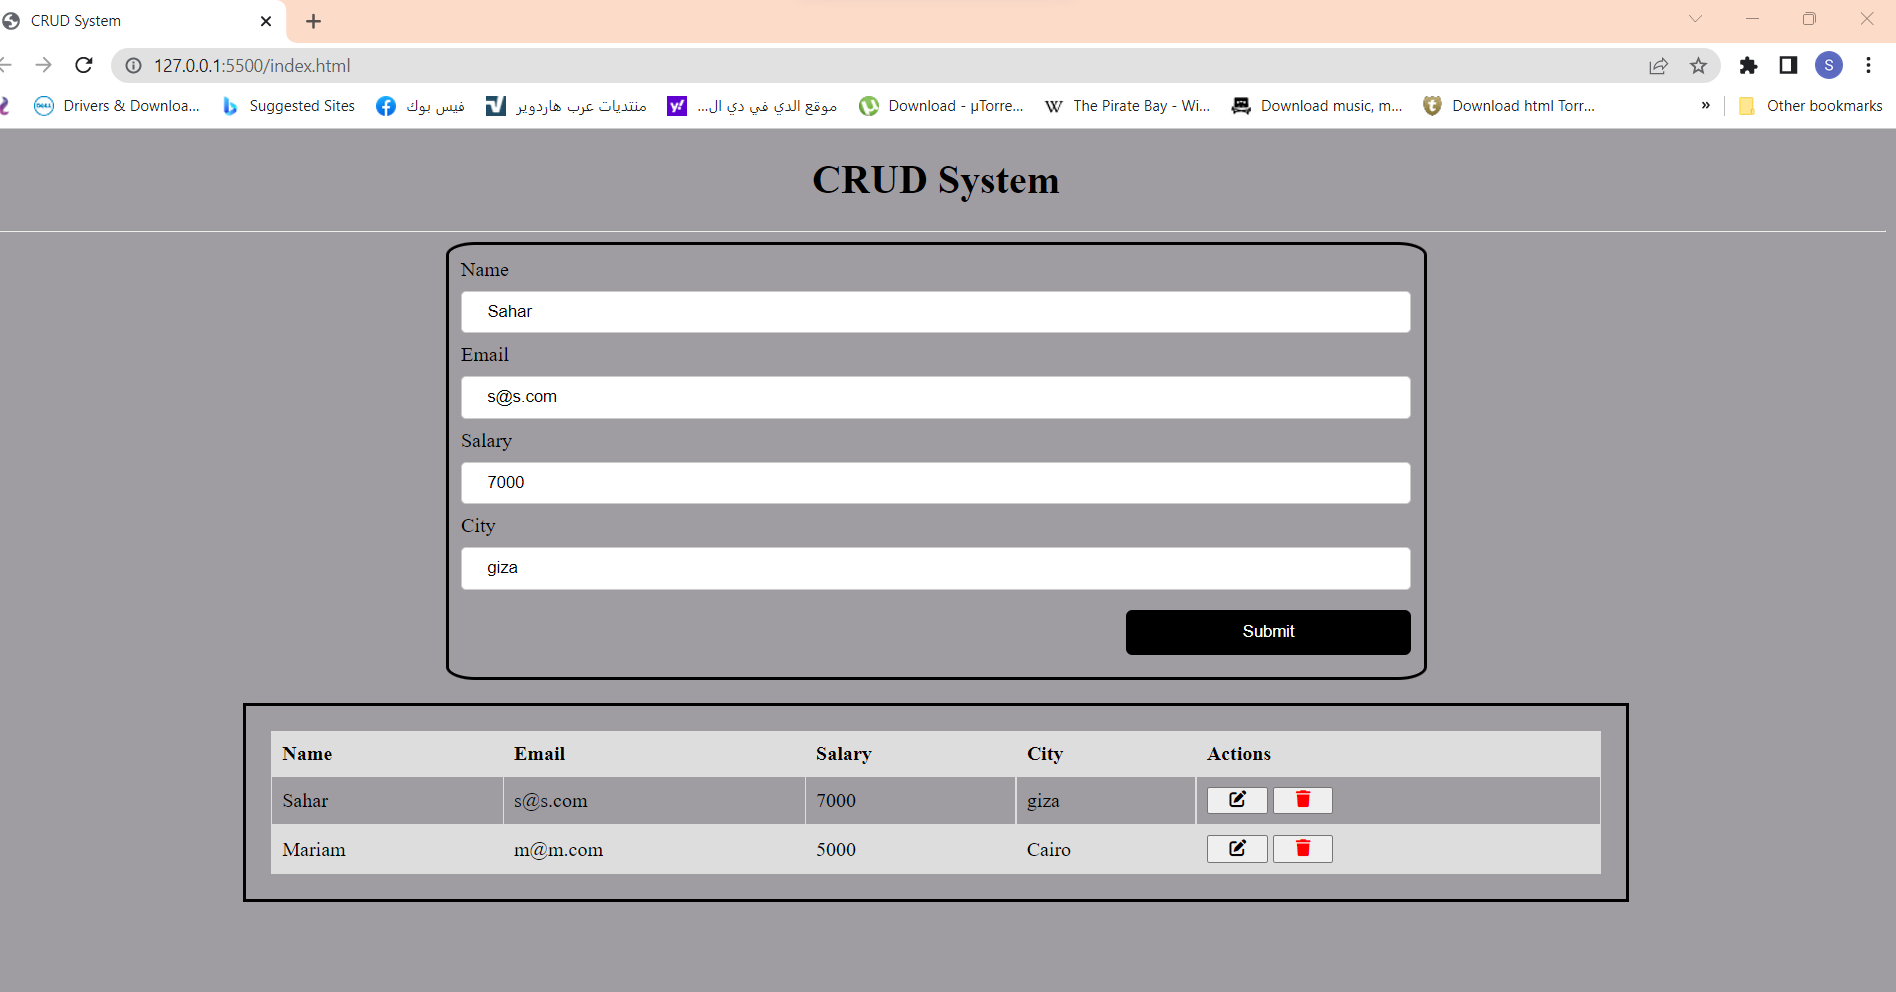 CRUD System
127.0.0.1:5500/index.html
S
Drivers & Downloa...
Suggested Sites
فيس بوك
منتديات عرب هاردوير
موقع الدي في دي ال...
Download - µTorre...
The Pirate Bay - Wi...
Download music, m...
Download html Torr...
»
Other bookmarks
CRUD System
Name
Sahar
Email
s@s.com
Salary
7000
City
giza
Submit
Name Email Salary City Actions
Sahar s@s.com 7000 giza
Mariam m@m.com 5000 Cairo